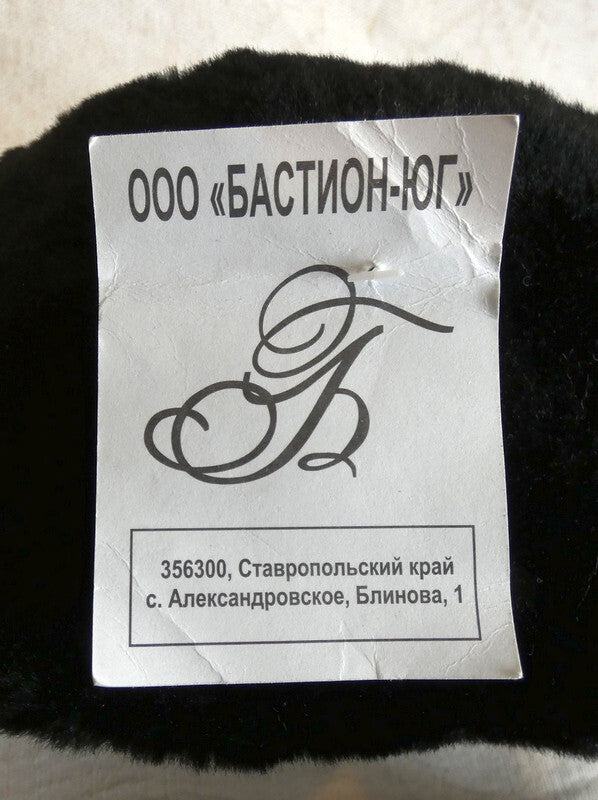 ООО «БАСТИОН-ЮГ»
Б
356300, Ставропольский край
с. Александровское, Блинова, 1